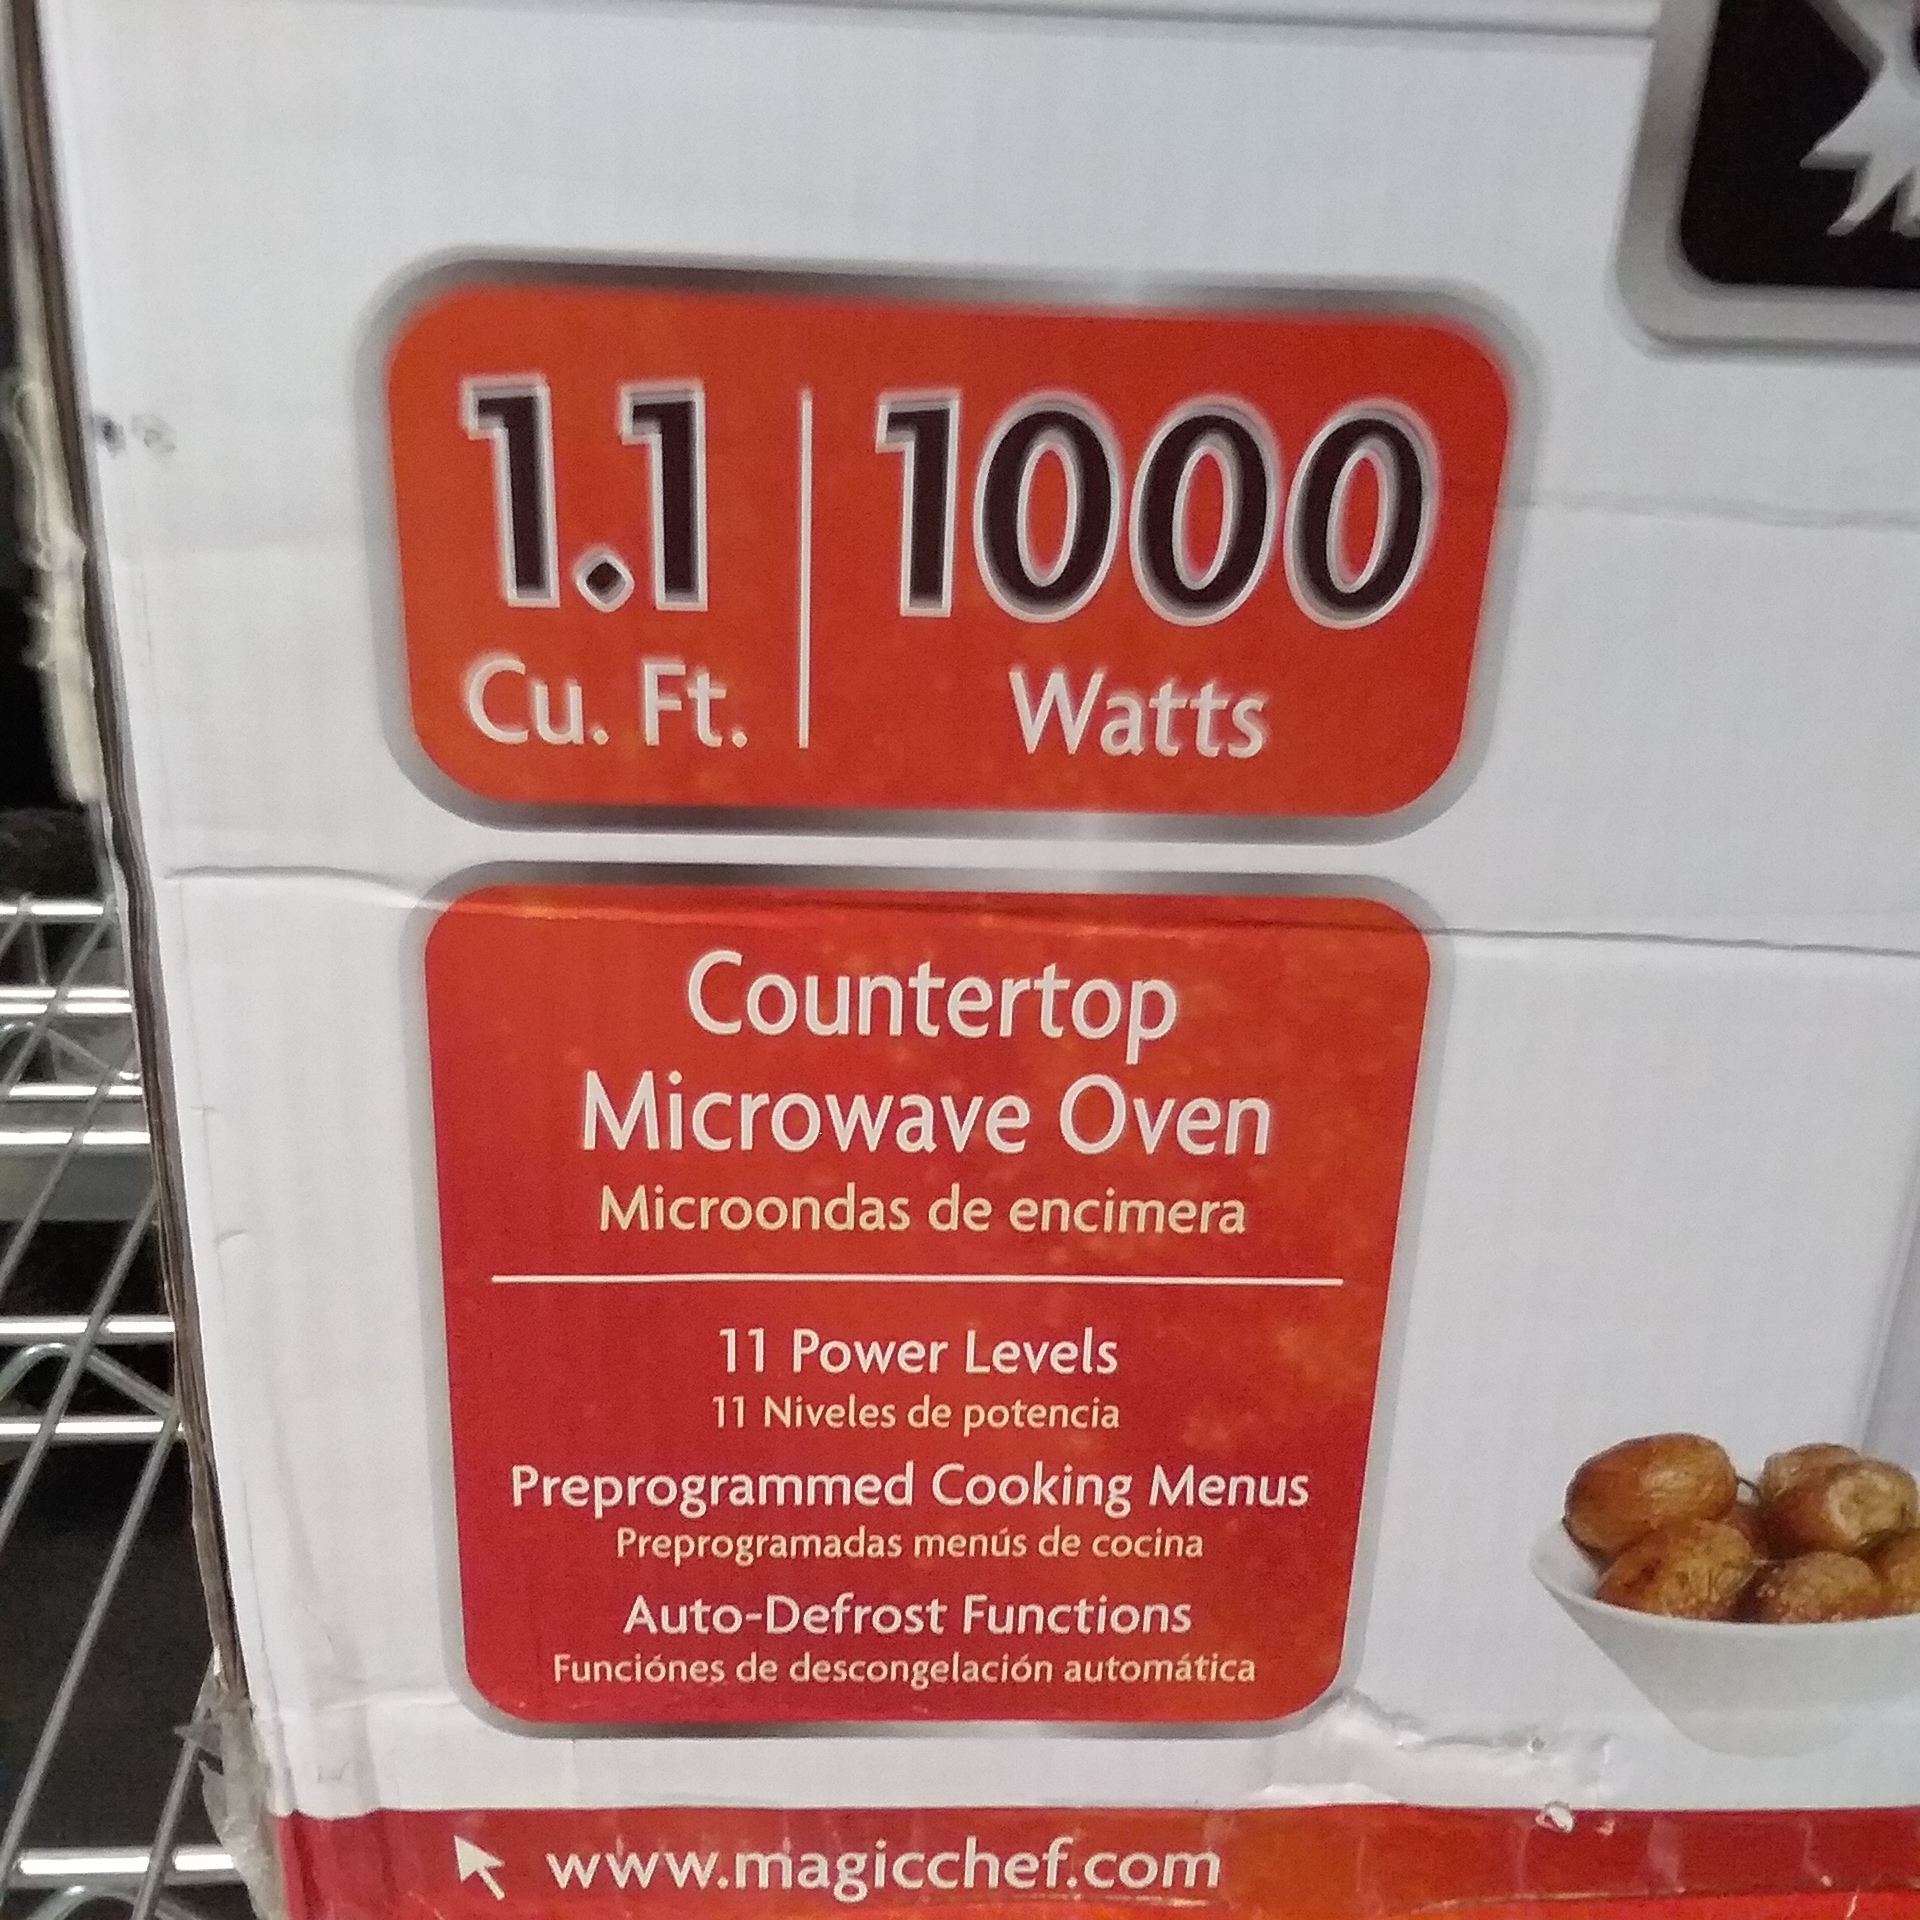 1.1 | 1000
Cu. Ft. Watts
Countertop
Microwave Oven
Microondas de encimera
11 Power Levels
11 Niveles de potencia
Preprogrammed Cooking Menus
Preprogramadas menús de cocina
Auto-Defrost Functions
Funciónes de descongelación automática
www.magicchef.com